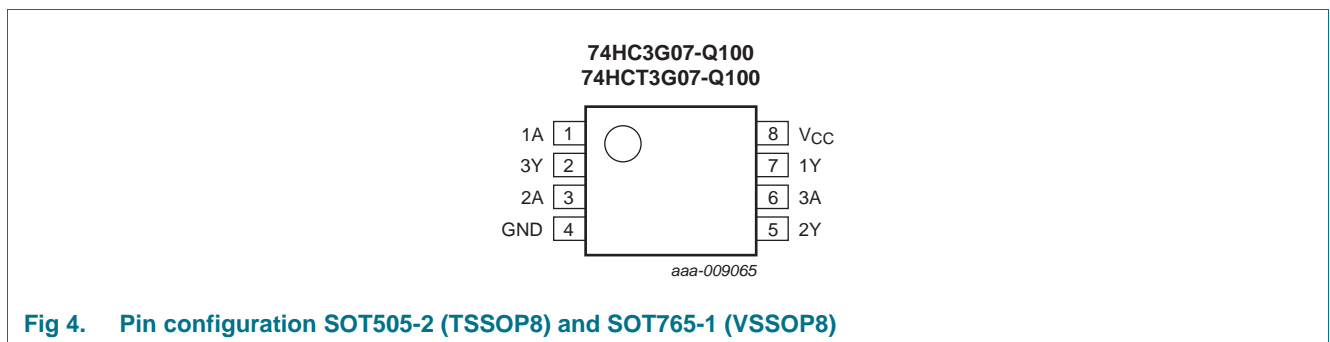 74HC3G07-Q100
74HCT3G07-Q100
1A 1 8 VCC
3Y 2 7 1Y
2A 3 6 3A
GND 4 5 2Y
aaa-009065
Fig 4. Pin configuration SOT505-2 (TSSOP8) and SOT765-1 (VSSOP8)